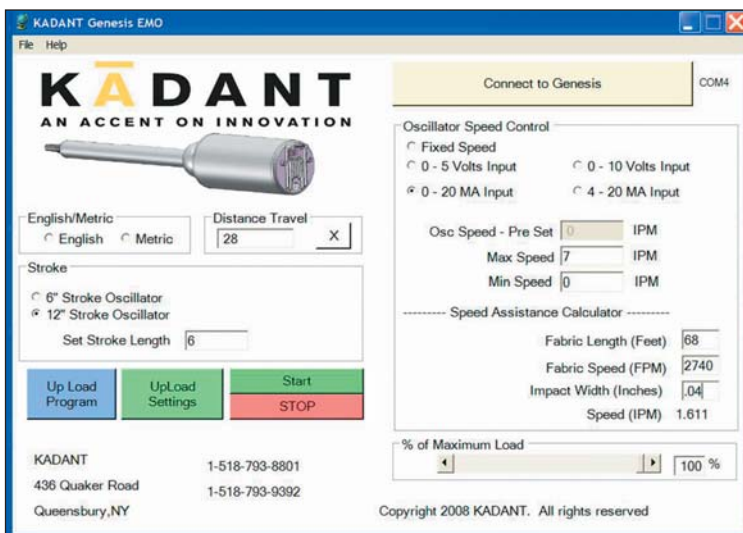 KADANT Genesis EMO
File Help
KĀDANT
AN ACCENT ON INNOVATION
Connect to Genesis
COM4
English/Metric
English Metric
Distance Travel
28 X
Stroke
6" Stroke Oscillator
12" Stroke Oscillator
Set Stroke Length 6
Up Load
Program
UpLoad
Settings
Start
STOP
Oscillator Speed Control
Fixed Speed
0 - 5 Volts Input 0 - 10 Volts Input
0 - 20 MA Input 4 - 20 MA Input
Osc Speed - Pre Set 0 IPM
Max Speed 7 IPM
Min Speed 0 IPM
--------- Speed Assistance Calculator ---------
Fabric Length (Feet) 68
Fabric Speed (FPM) 2740
Impact Width (Inches) .04
Speed (IPM) 1.611
% of Maximum Load
100 %
KADANT
436 Quaker Road
Queensbury,NY
1-518-793-8801
1-518-793-9392
Copyright 2008 KADANT. All rights reserved